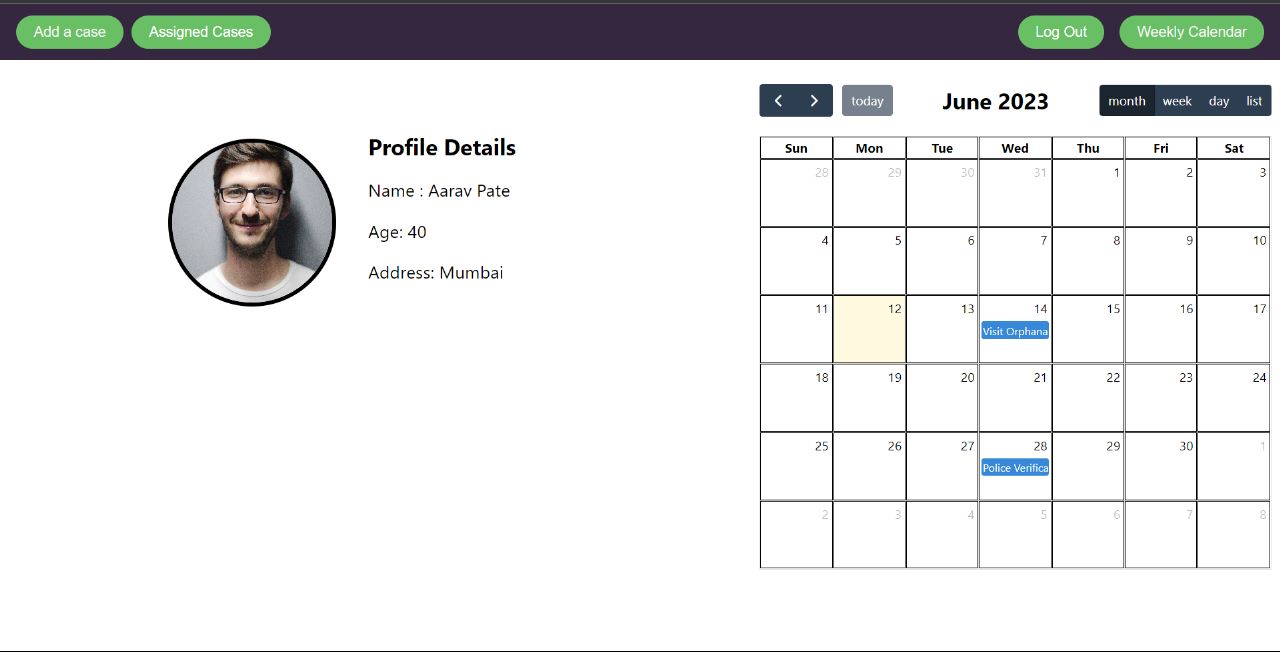 Add a case Assigned Cases Log Out Weekly Calendar
Profile Details
Name : Aarav Pate
Age: 40
Address: Mumbai
today June 2023 month week day list
Sun Mon Tue Wed Thu Fri Sat
28 29 30 31 1 2 3
4 5 6 7 8 9 10
11 12 13 14 15 16 17
Visit Orphana
18 19 20 21 22 23 24
25 26 27 28 29 30 1
Police Verifica
2 3 4 5 6 7 8